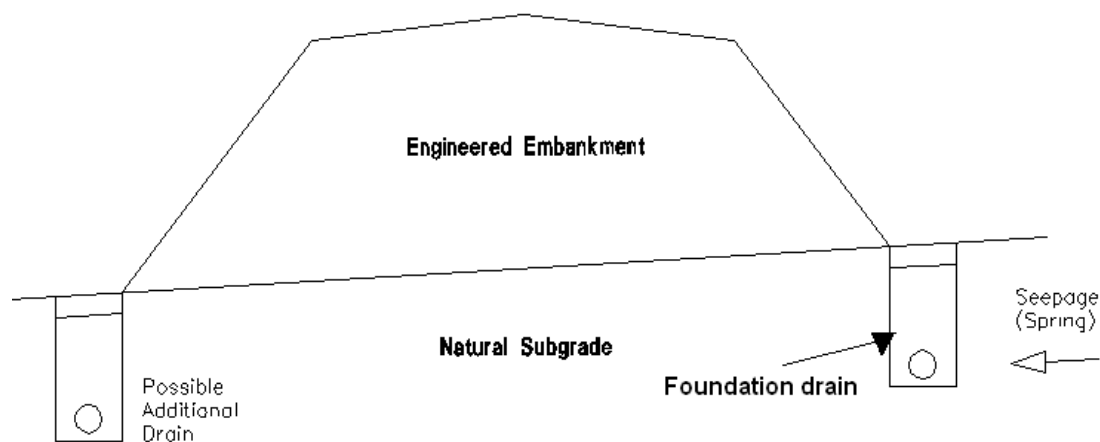 Engineered Embankment
Seepage
(Spring)
Natural Subgrade
Foundation drain
Possible
Additional
Drain